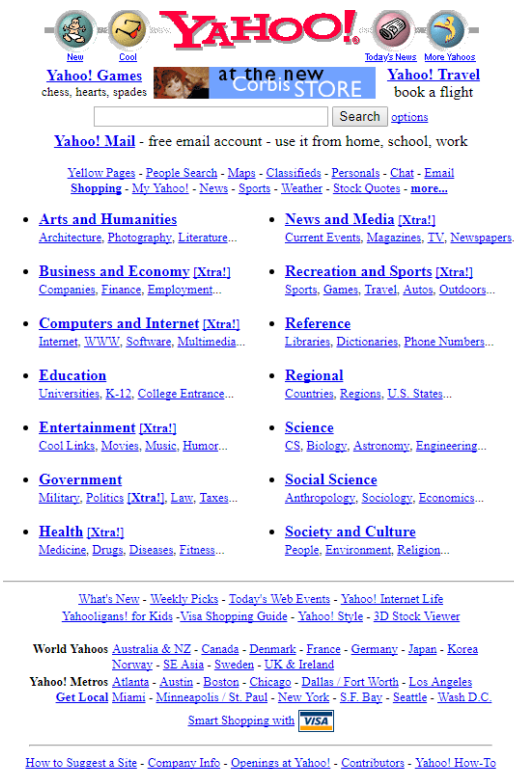 YAHOO!
New Cool Today's News More Yahoos
Yahoo! Games
chess, hearts, spades
at the new
Corbis STORE
Yahoo! Travel
book a flight
Search options
Yahoo! Mail - free email account - use it from home, school, work
Yellow Pages - People Search - Maps - Classifieds - Personals - Chat - Email
Shopping - My Yahoo! - News - Sports - Weather - Stock Quotes - more...
Arts and Humanities
Architecture, Photography, Literature...
News and Media [Xtra!]
Current Events, Magazines, TV, Newspapers.
Business and Economy [Xtra!]
Companies, Finance, Employment...
Recreation and Sports [Xtra!]
Sports, Games, Travel, Autos, Outdoors...
Computers and Internet [Xtra!]
Internet, WWW, Software, Multimedia...
Reference
Libraries, Dictionaries, Phone Numbers...
Education
Universities, K-12, College Entrance...
Regional
Countries, Regions, U.S. States...
Entertainment [Xtra!]
Cool Links, Movies, Music, Humor...
Science
CS, Biology, Astronomy, Engineering...
Government
Military, Politics [Xtra!], Law, Taxes...
Social Science
Anthropology, Sociology, Economics...
Health [Xtra!]
Medicine, Drugs, Diseases, Fitness...
Society and Culture
People, Environment, Religion...
What's New - Weekly Picks - Today's Web Events - Yahoo! Internet Life
Yahooligans! for Kids -Visa Shopping Guide - Yahoo! Style - 3D Stock Viewer
World Yahoos Australia & NZ - Canada - Denmark - France - Germany - Japan - Korea
Norway - SE Asia - Sweden - UK & Ireland
Yahoo! Metros Atlanta - Austin - Boston - Chicago - Dallas / Fort Worth - Los Angeles
Get Local Miami - Minneapolis / St. Paul - New York - S.F. Bay - Seattle - Wash D.C.
Smart Shopping with VISA
How to Suggest a Site - Company Info - Openings at Yahoo! - Contributors - Yahoo! How-To